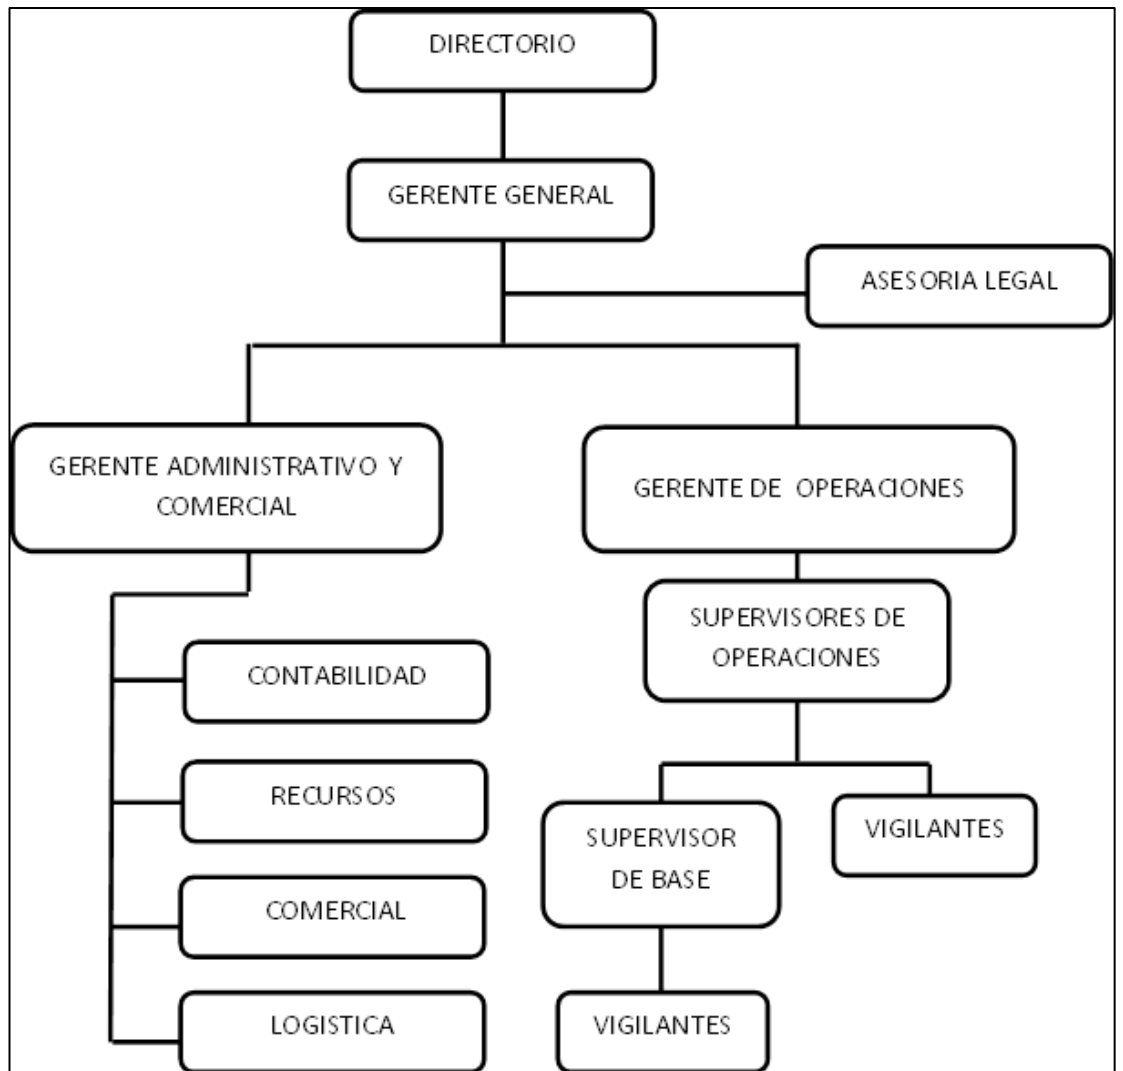 DIRECTORIO
GERENTE GENERAL
ASESORIA LEGAL
GERENTE ADMINISTRATIVO Y
COMERCIAL
GERENTE DE OPERACIONES
SUPERVISORES DE
OPERACIONES
CONTABILIDAD
RECURSOS
COMERCIAL
LOGISTICA
SUPERVISOR
DE BASE
VIGILANTES
VIGILANTES